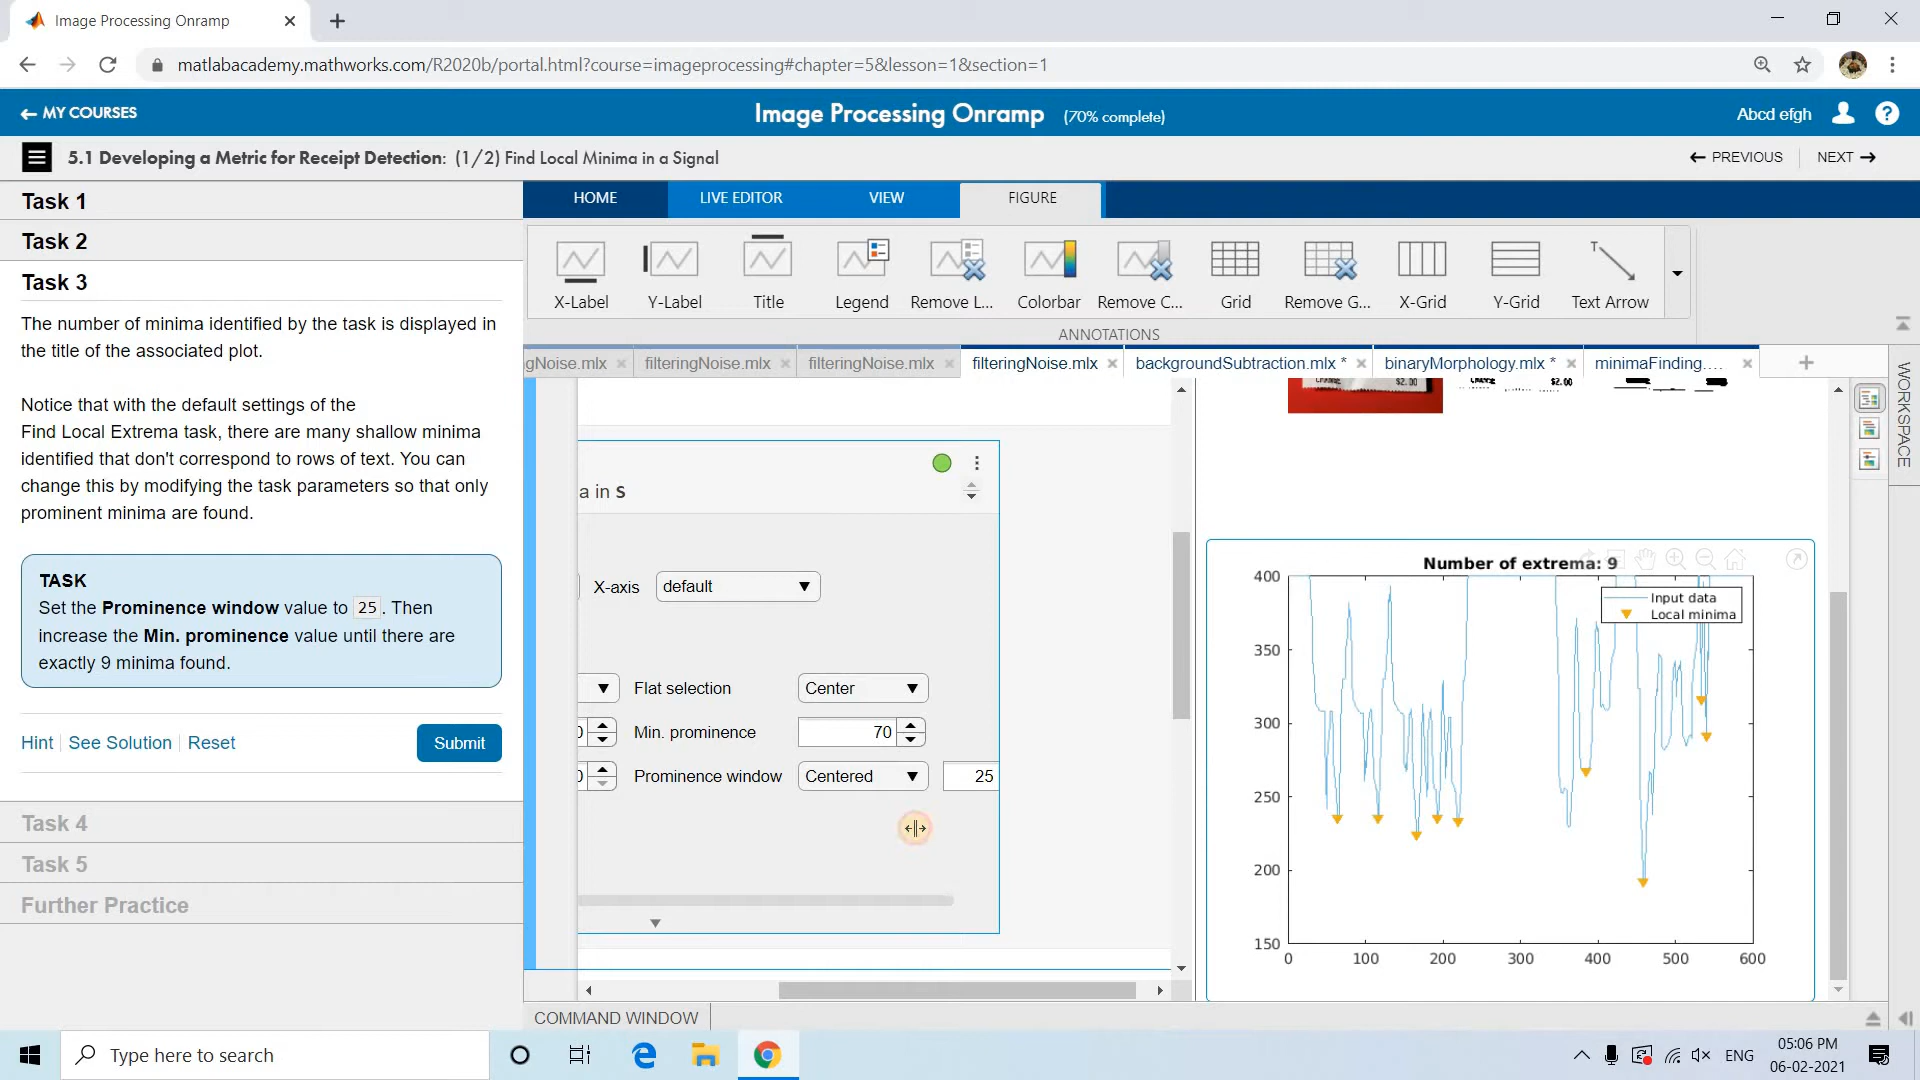 Image Processing Onramp
matlabacademy.mathworks.com/R2020b/portal.html?course=imageprocessing#chapter=5&lesson=1&section=1
MY COURSES
Image Processing Onramp (70% complete)
Abcd efgh
5.1 Developing a Metric for Receipt Detection: (1/2) Find Local Minima in a Signal
PREVIOUS
NEXT
Task 1
Task 2
Task 3
The number of minima identified by the task is displayed in
the title of the associated plot.
Notice that with the default settings of the
Find Local Extrema task, there are many shallow minima
identified that don't correspond to rows of text. You can
change this by modifying the task parameters so that only
prominent minima are found.
TASK
Set the Prominence window value to 25. Then
increase the Min. prominence value until there are
exactly 9 minima found.
Hint
See Solution
Reset
Submit
Task 4
Task 5
Further Practice
HOME
LIVE EDITOR
VIEW
FIGURE
X-Label
Y-Label
Title
Legend
Remove L...
Colorbar
Remove C...
Grid
Remove G...
X-Grid
Y-Grid
Text Arrow
ANNOTATIONS
gNoise.mlx
filteringNoise.mlx
filteringNoise.mlx
filteringNoise.mlx
backgroundSubtraction.mlx *
binaryMorphology.mlx *
minimaFinding....
WORKSPACE
a in S
X-axis
default
Flat selection
Center
0
Min. prominence
70
0
Prominence window
Centered
25
CHANGE $2.00
$2.00
Number of extrema: 9
Input data
Local minima
400
350
300
250
200
150
0 100 200 300 400 500 600
COMMAND WINDOW
Type here to search
ENG
05:06 PM
06-02-2021